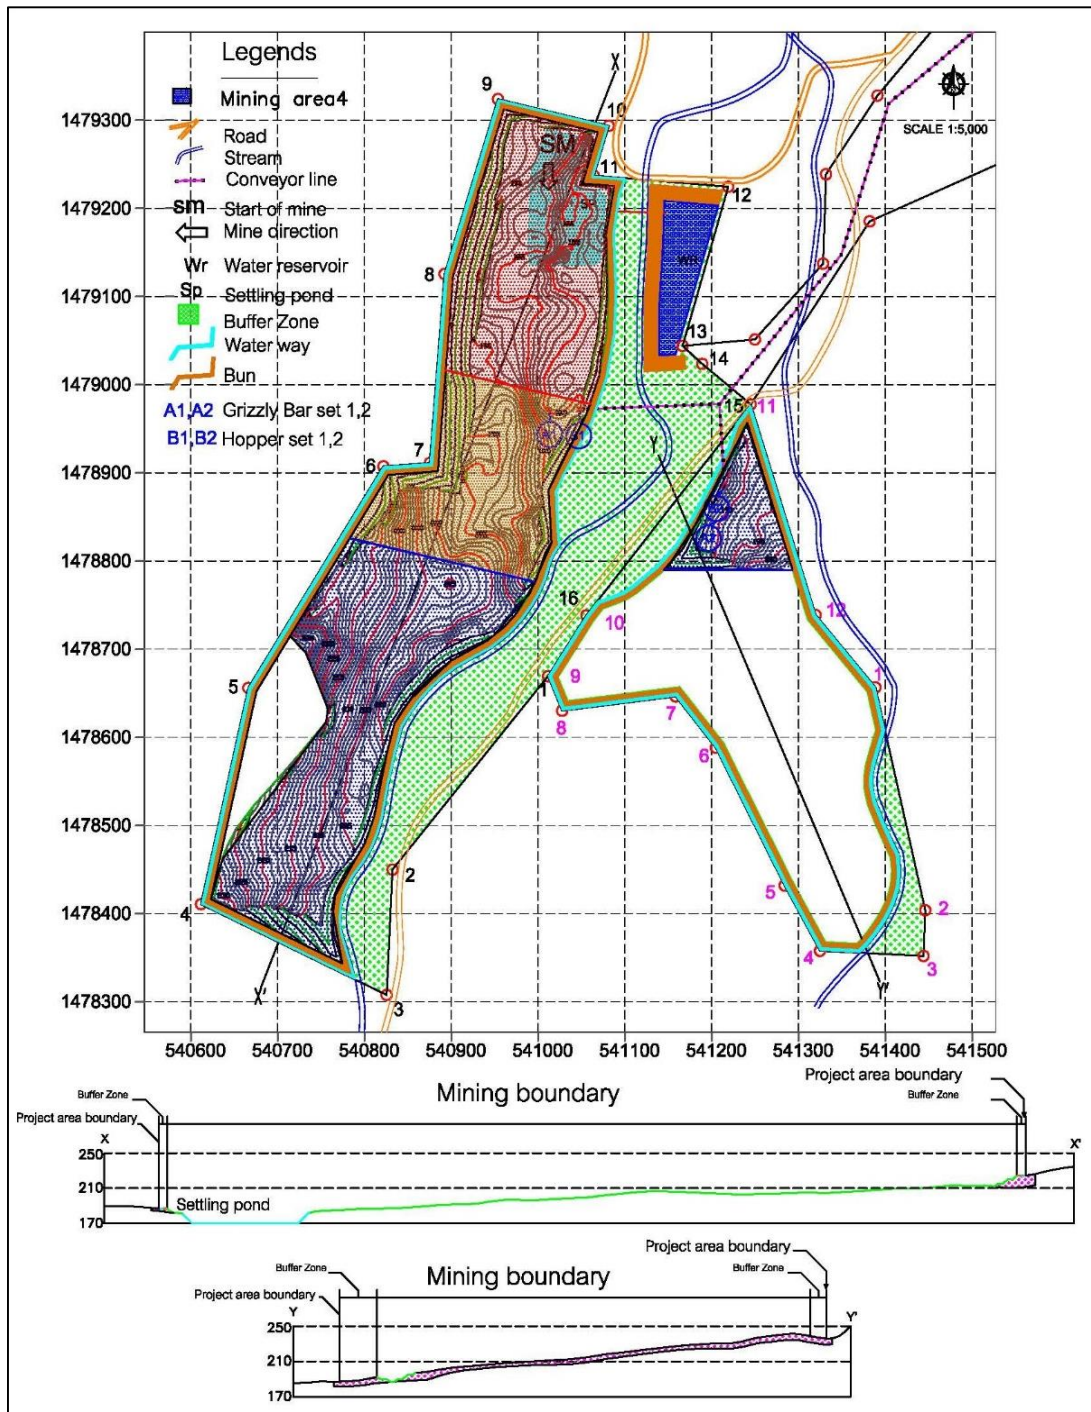 Legends
Mining area4
Road
Stream
Conveyor line
sm Start of mine
Mine direction
Wr Water reservoir
Sp Settling pond
Buffer Zone
Water way
Bun
A1,A2 Grizzly Bar set 1,2
B1,B2 Hopper set 1,2
SCALE 1:5,000
1479300
1479200
1479100
1479000
1478900
1478800
1478700
1478600
1478500
1478400
1478300
540600 540700 540800 540900 541000 541100 541200 541300 541400 541500
X
9
10
SM
11
12
8
13
14
15 11
Y
7
6
16
10
12
5
1 9
1
8
7
6
2
5
4
2
4
3
X'
3
Y'
Mining boundary
Project area boundary
Buffer Zone
Buffer Zone
Project area boundary
X
X'
250
210
170
Settling pond
Mining boundary
Project area boundary
Buffer Zone
Buffer Zone
Project area boundary
Y
Y'
250
210
170